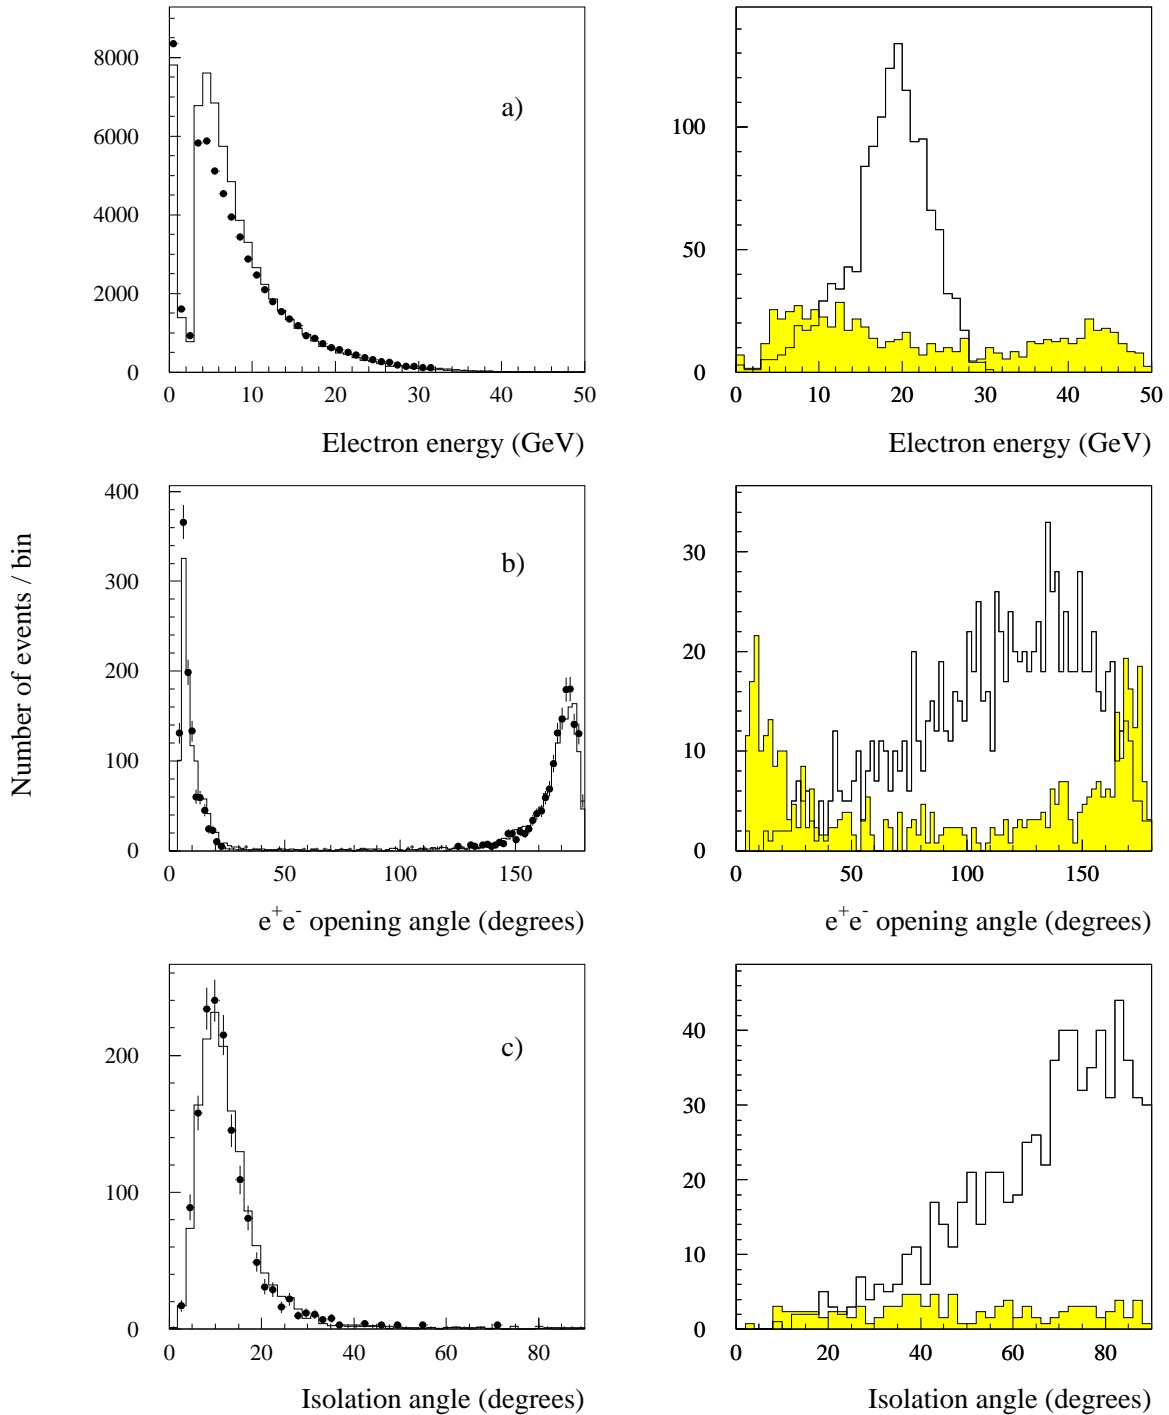 8000
6000
4000
2000
0
0 10 20 30 40 50
Electron energy (GeV)
a)
100
50
0
0 10 20 30 40 50
Electron energy (GeV)
Number of events / bin
400
300
200
100
0
0 50 100 150
e+e- opening angle (degrees)
b)
30
20
10
0
0 50 100 150
e+e- opening angle (degrees)
200
100
0
0 20 40 60 80
Isolation angle (degrees)
c)
40
30
20
10
0
0 20 40 60 80
Isolation angle (degrees)